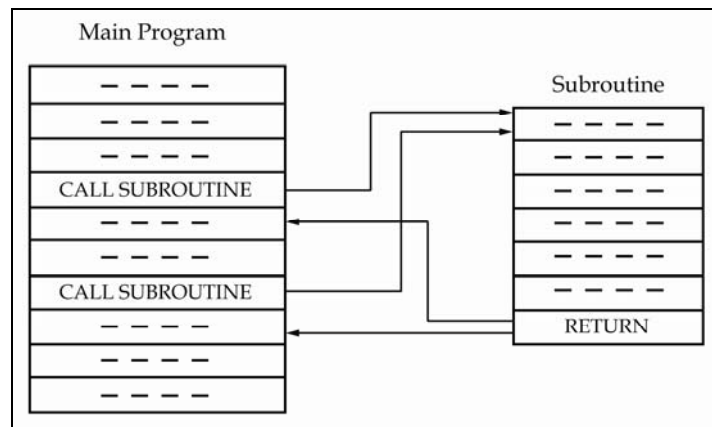 Main Program
— — — —
— — — —
— — — —
CALL SUBROUTINE
— — — —
— — — —
CALL SUBROUTINE
— — — —
— — — —
— — — —
Subroutine
— — — —
— — — —
— — — —
— — — —
— — — —
— — — —
RETURN